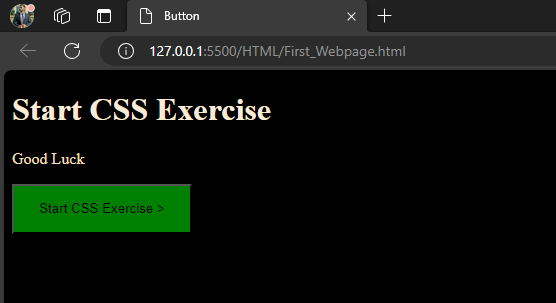 Button
127.0.0.1:5500/HTML/First_Webpage.html
Start CSS Exercise
Good Luck
Start CSS Exercise >